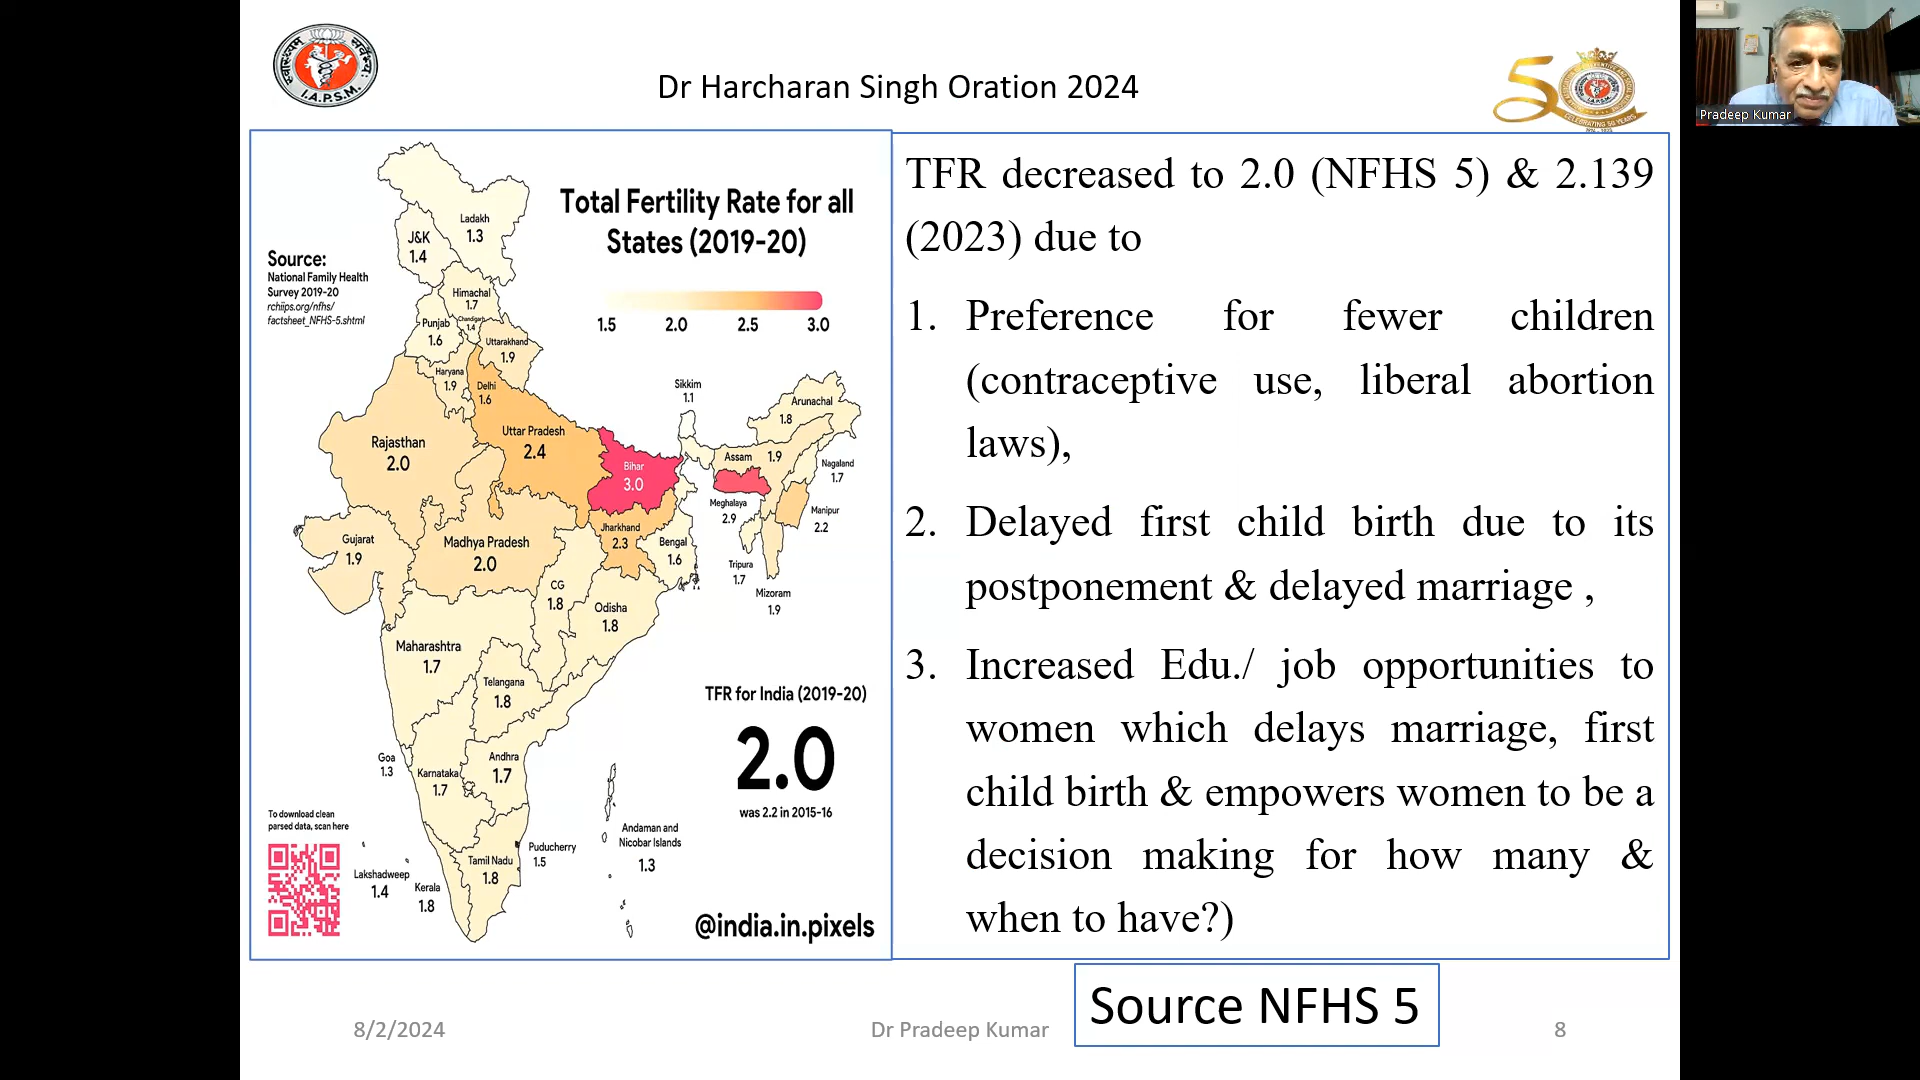 स्वास्थ्यम् सर्वेषाम्
I.A.P.S.M.
Dr Harcharan Singh Oration 2024
50
I.A.P.S.M.
CELEBRATING 50 YEARS
Pradeep Kumar
Total Fertility Rate for all
States (2019-20)
1.5 2.0 2.5 3.0
Source:
National Family Health
Survey 2019-20
rchiips.org/nfhs/
factsheet_NFHS-5.shtml
Ladakh
1.3
J&K
1.4
Himachal
1.7
Chandigarh
1.4
Punjab
1.6
Uttarakhand
1.9
Haryana
1.9
Delhi
1.6
Sikkim
1.1
Arunachal
1.8
Rajasthan
2.0
Uttar Pradesh
2.4
Bihar
3.0
Assam 1.9
Nagaland
1.7
Meghalaya
2.9
Manipur
2.2
Gujarat
1.9
Madhya Pradesh
2.0
Jharkhand
2.3
Bengal
1.6
Tripura
1.7
Mizoram
1.9
CG
1.8
Odisha
1.8
Maharashtra
1.7
Telangana
1.8
Goa
1.3
Karnataka
1.7
Andhra
1.7
TFR for India (2019-20)
2.0
was 2.2 in 2015-16
To download clean
parsed data, scan here
Lakshadweep
1.4
Kerala
1.8
Tamil Nadu
1.8
Puducherry
1.5
Andaman and
Nicobar Islands
1.3
@india.in.pixels
TFR decreased to 2.0 (NFHS 5) & 2.139
(2023) due to
1. Preference for fewer children
(contraceptive use, liberal abortion
laws),
2. Delayed first child birth due to its
postponement & delayed marriage ,
3. Increased Edu./ job opportunities to
women which delays marriage, first
child birth & empowers women to be a
decision making for how many &
when to have?)
Source NFHS 5
8/2/2024
Dr Pradeep Kumar
8